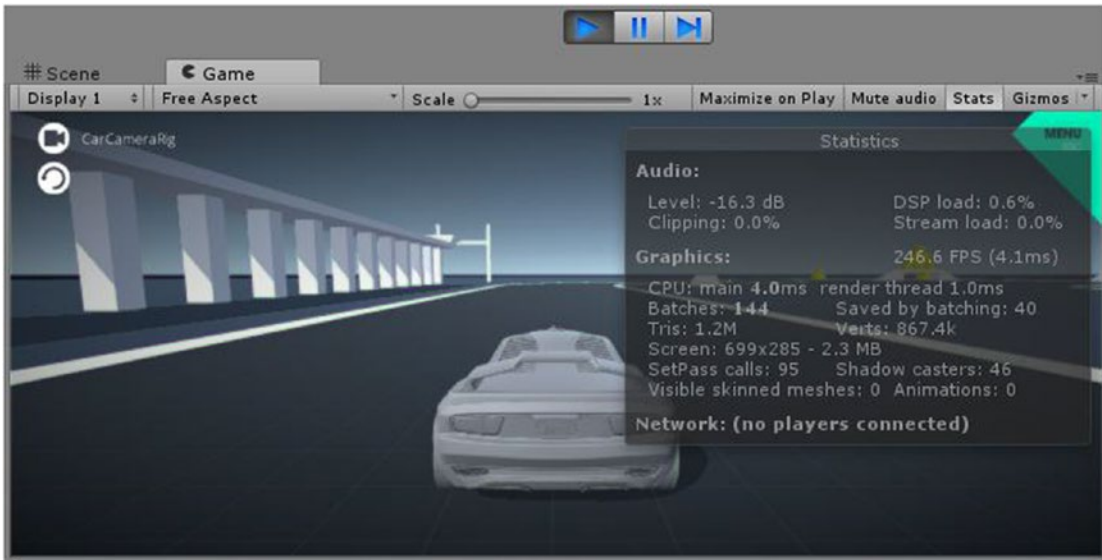 Scene
Game
Display 1 Free Aspect Scale 1x Maximize on Play Mute audio Stats Gizmos
CarCameraRig
Statistics
MENU
Audio:
Level: -16.3 dB DSP load: 0.6%
Clipping: 0.0% Stream load: 0.0%
Graphics: 246.6 FPS (4.1ms)
CPU: main 4.0ms render thread 1.0ms
Batches: 144 Saved by batching: 40
Tris: 1.2M Verts: 867.4k
Screen: 699x285 - 2.3 MB
SetPass calls: 95 Shadow casters: 46
Visible skinned meshes: 0 Animations: 0
Network: (no players connected)